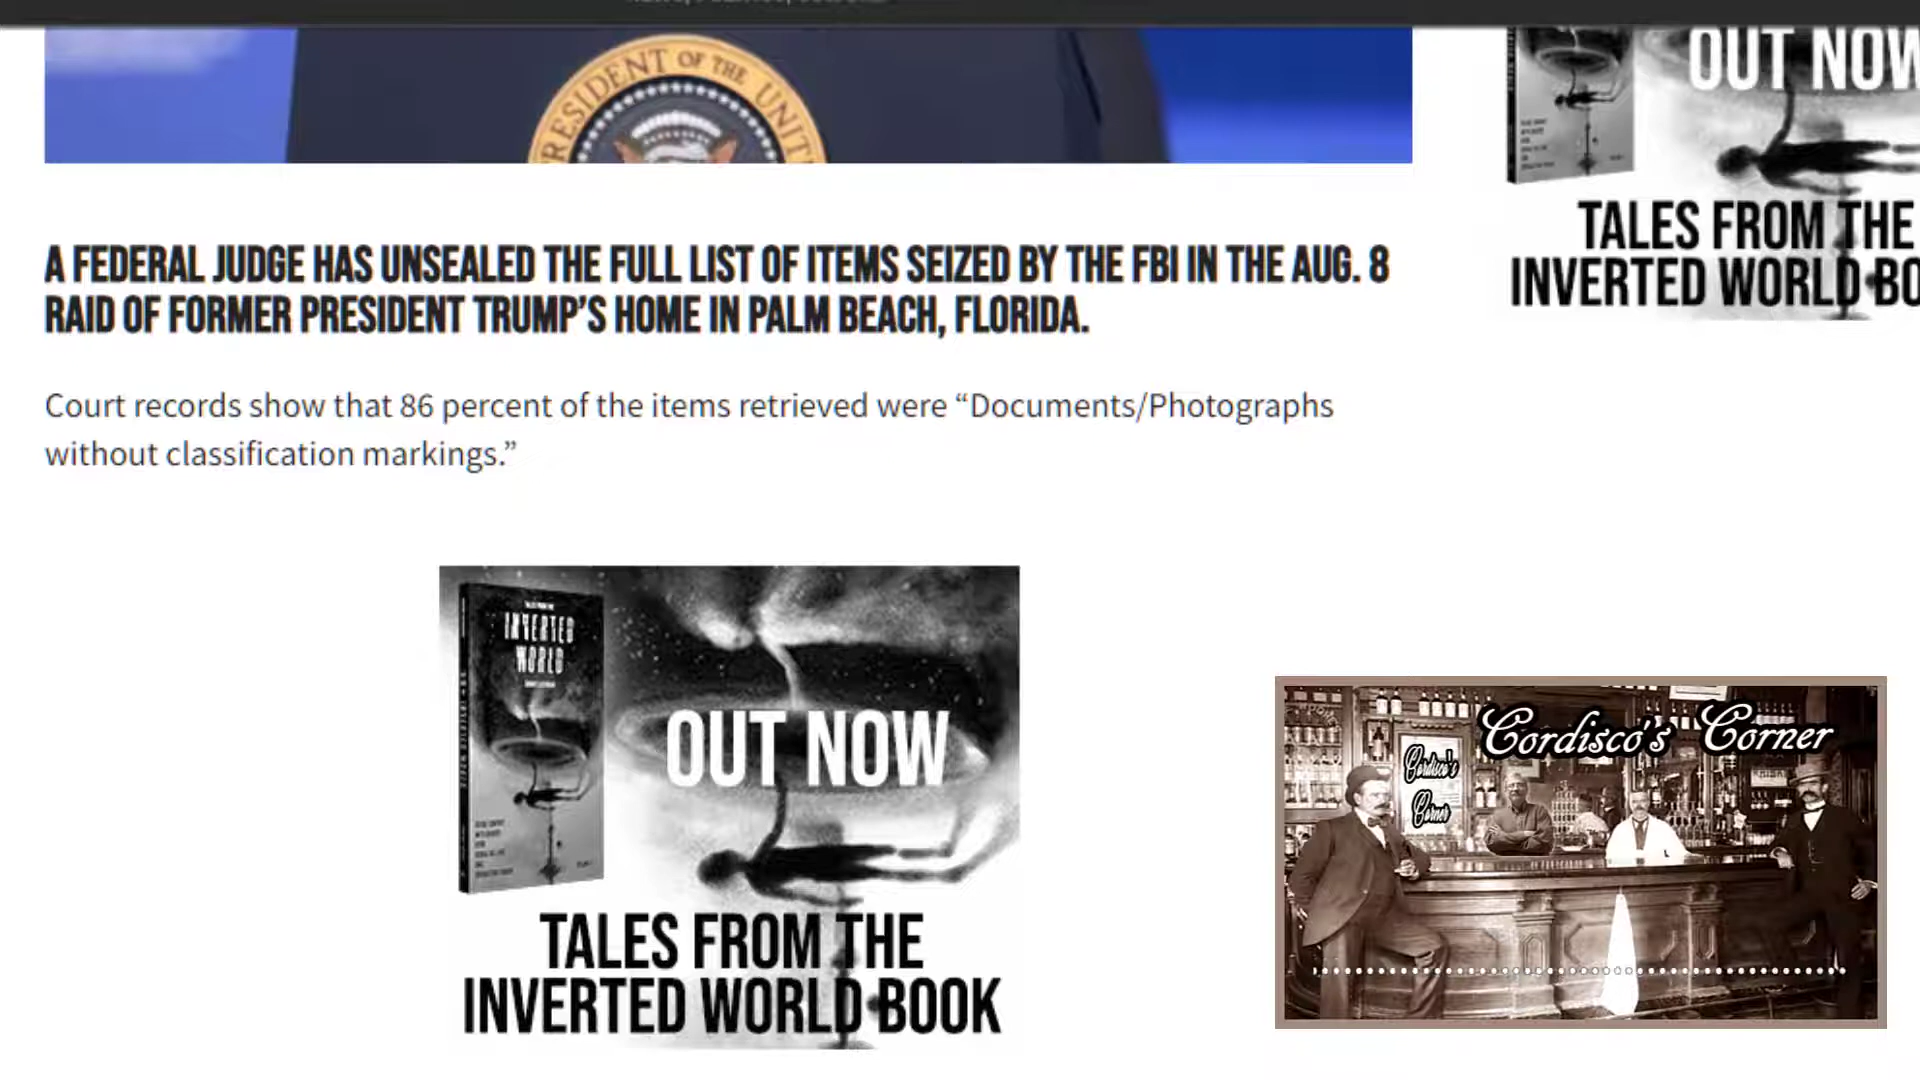 RESIDENT OF THE UNIT
OUT NOW
TALES FROM THE
INVERTED WORLD BO
A FEDERAL JUDGE HAS UNSEALED THE FULL LIST OF ITEMS SEIZED BY THE FBI IN THE AUG. 8
RAID OF FORMER PRESIDENT TRUMP’S HOME IN PALM BEACH, FLORIDA.
Court records show that 86 percent of the items retrieved were “Documents/Photographs
without classification markings.”
INVERTED
WORLD
OUT NOW
TALES FROM THE
INVERTED WORLD BOOK
Cordisco's Corner
Cordisco's
Corner